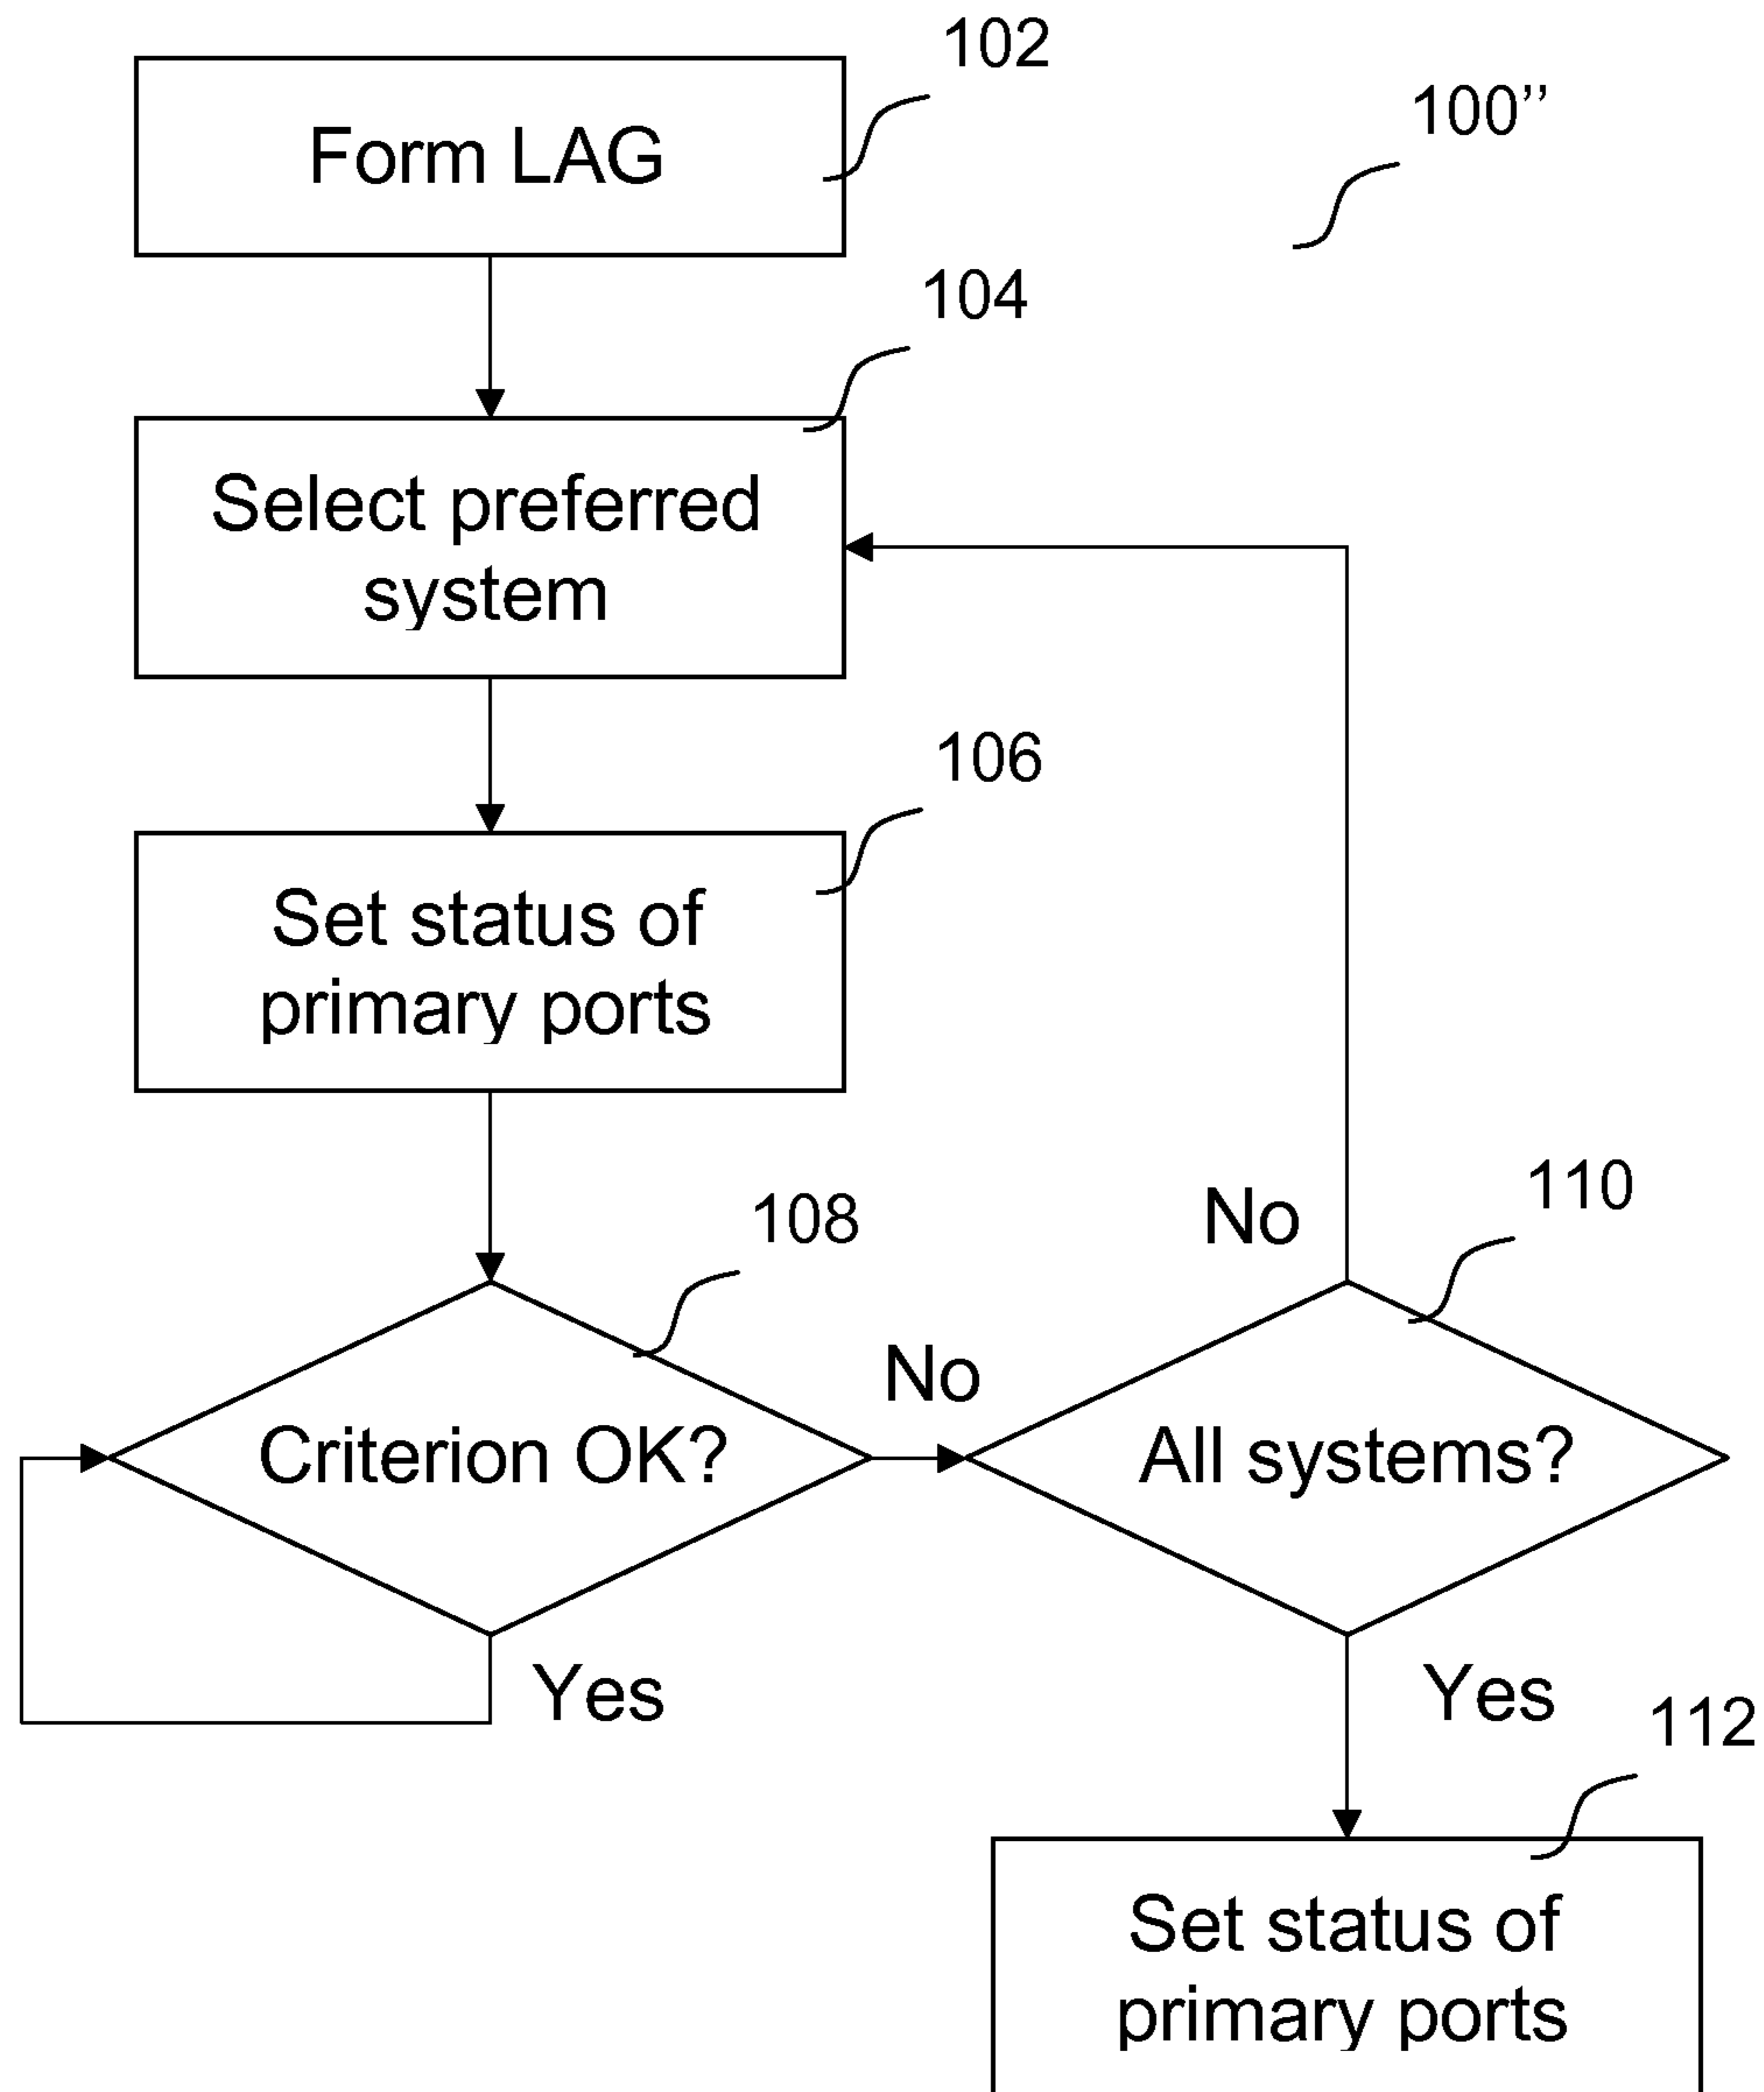 102
100’’
Form LAG
104
Select preferred
system
106
Set status of
primary ports
108
110
No
No
Criterion OK?
All systems?
Yes
Yes
112
Set status of
primary ports